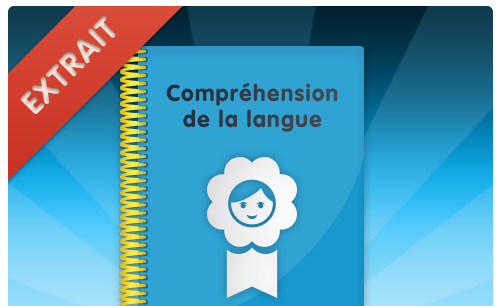 EXTRAIT
Compréhension
de la langue